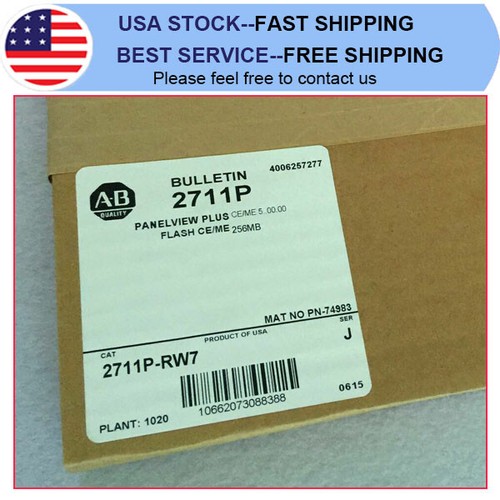 USA STOCK--FAST SHIPPING
BEST SERVICE--FREE SHIPPING
Please feel free to contact us
A-B
QUALITY
BULLETIN
2711P
4006257277
PANELVIEW PLUS CE/ME 5..00.00
FLASH CE/ME 256MB
MAT NO PN-74983
PRODUCT OF USA
SER
J
CAT
2711P-RW7
10662073088388
0615
PLANT: 1020